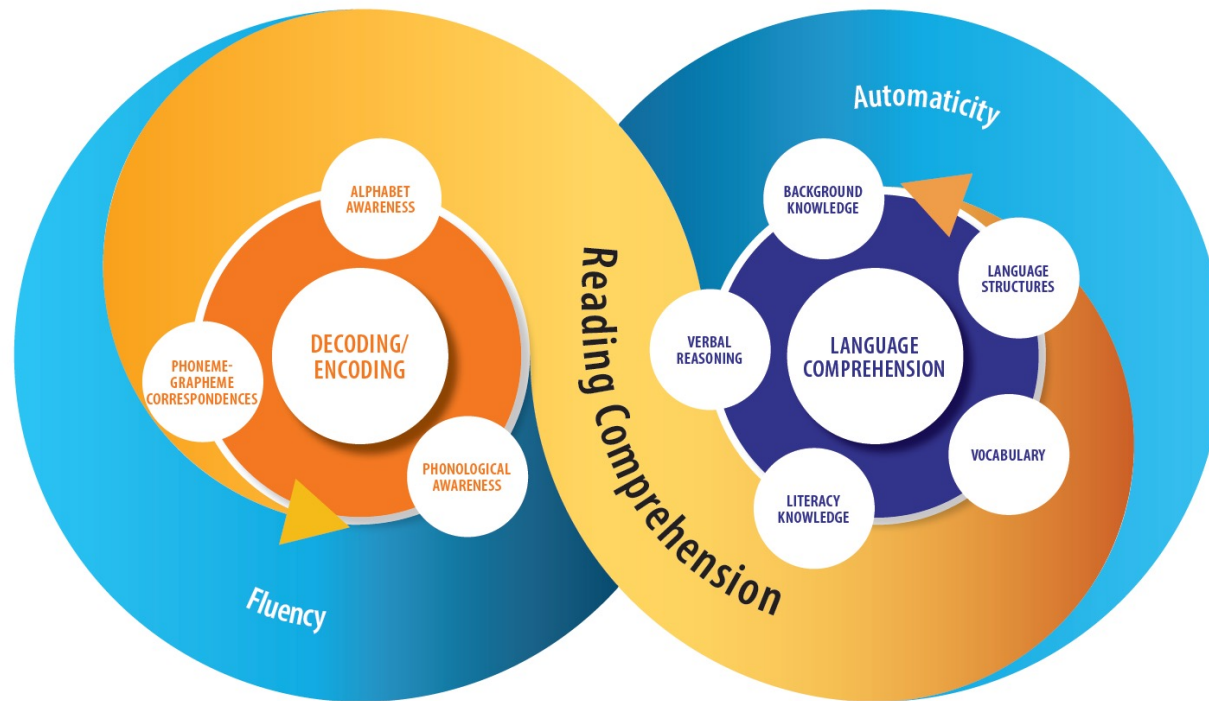 Automaticity
ALPHABET
AWARENESS
BACKGROUND
KNOWLEDGE
LANGUAGE
STRUCTURES
Reading Comprehension
DECODING/
ENCODING
VERBAL
REASONING
LANGUAGE
COMPREHENSION
PHONEME-
GRAPHEME
CORRESPONDENCES
PHONOLOGICAL
AWARENESS
VOCABULARY
LITERACY
KNOWLEDGE
Fluency